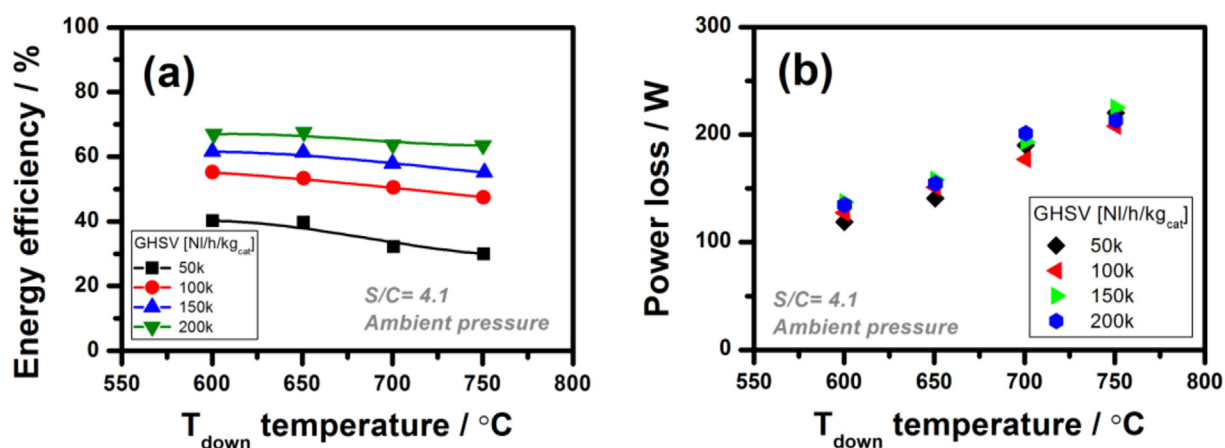 (a)
Energy efficiency / %
100
80
60
40
20
0
GHSV [Nl/h/kgcat]
50k
100k
150k
200k
S/C= 4.1
Ambient pressure
550 600 650 700 750 800
Tdown temperature / °C
(b)
Power loss / W
300
200
100
0
S/C= 4.1
Ambient pressure
GHSV [Nl/h/kgcat]
50k
100k
150k
200k
550 600 650 700 750 800
Tdown temperature / °C